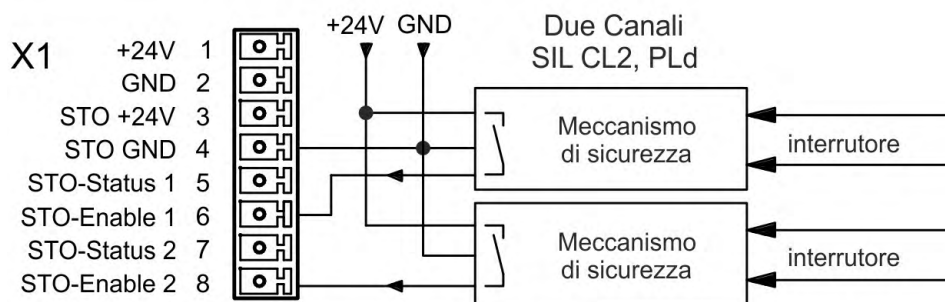 X1
+24V 1
GND 2
STO +24V 3
STO GND 4
STO-Status 1 5
STO-Enable 1 6
STO-Status 2 7
STO-Enable 2 8
+24V GND
Due Canali
SIL CL2, PLd
Meccanismo
di sicurezza
interrutore
Meccanismo
di sicurezza
interrutore